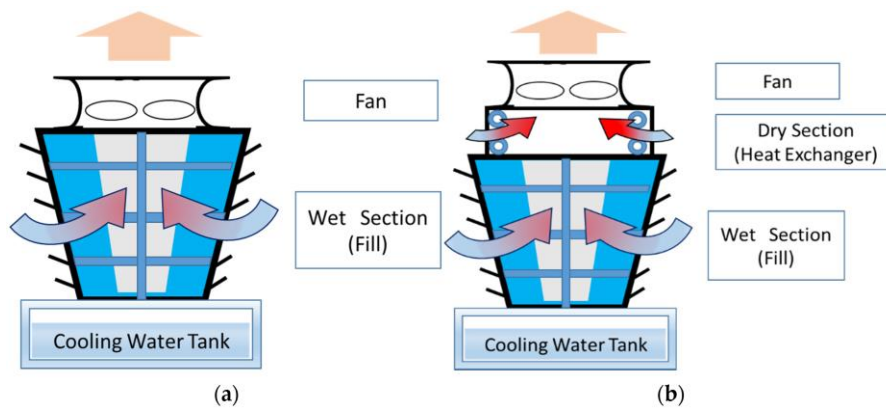 Fan
Wet Section
(Fill)
Cooling Water Tank
(a)
Fan
Dry Section
(Heat Exchanger)
Wet Section
(Fill)
Cooling Water Tank
(b)